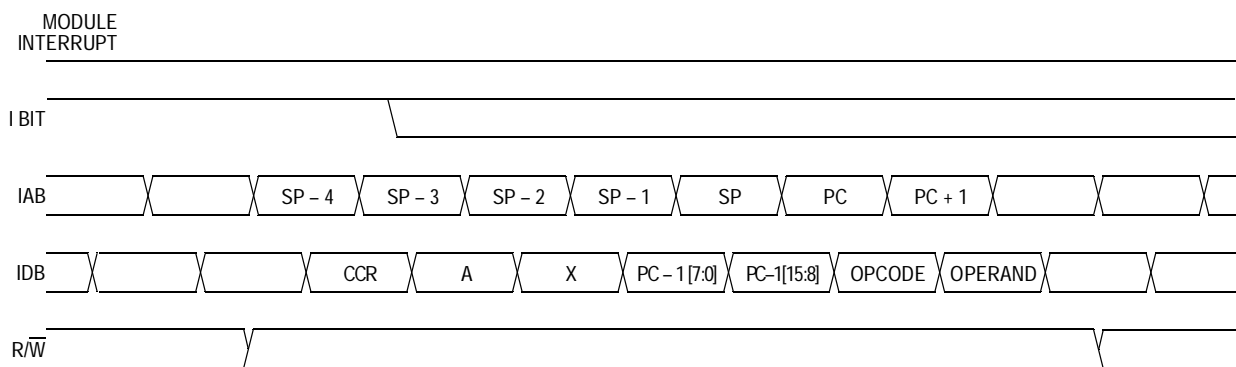 MODULE
INTERRUPT
I BIT
IAB SP – 4 SP – 3 SP – 2 SP – 1 SP PC PC + 1
IDB CCR A X PC – 1 [7:0] PC–1[15:8] OPCODE OPERAND
R/W̅